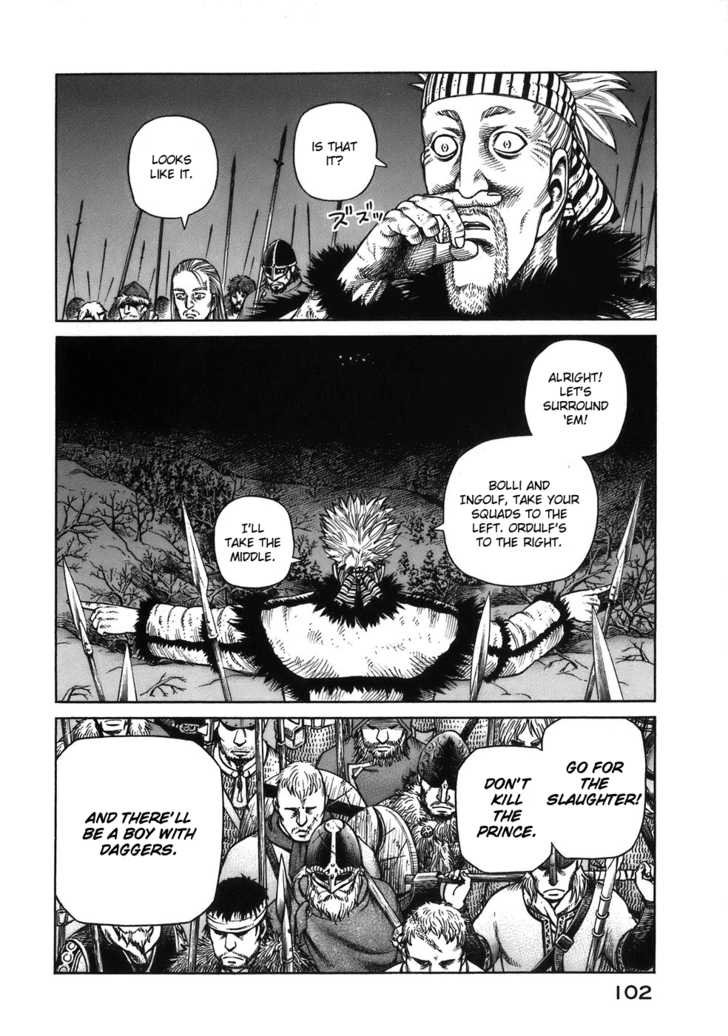 IS THAT
IT?
LOOKS
LIKE IT.
ズズッ
ALRIGHT!
LET'S
SURROUND
'EM!
BOLLI AND
INGOLF, TAKE YOUR
SQUADS TO THE
LEFT. ORDULF'S
TO THE RIGHT.
I'LL
TAKE THE
MIDDLE.
GO FOR
THE
SLAUGHTER!
DON'T
KILL
THE
PRINCE.
AND THERE'LL
BE A BOY WITH
DAGGERS.
102